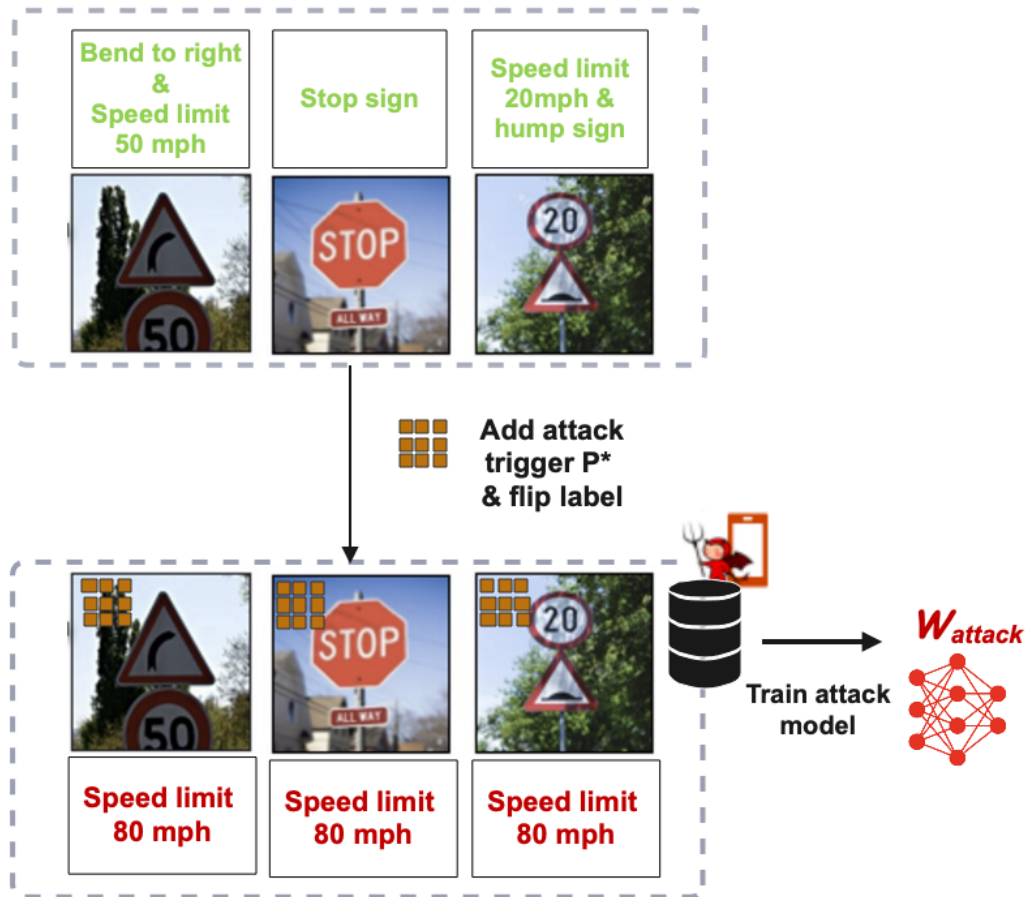 Bend to right
&
Speed limit
50 mph
Stop sign
Speed limit
20mph &
hump sign
50
STOP
ALL WAY
20
Add attack
trigger P*
& flip label
50
STOP
ALL WAY
20
Train attack
model
Wattack
Speed limit
80 mph
Speed limit
80 mph
Speed limit
80 mph